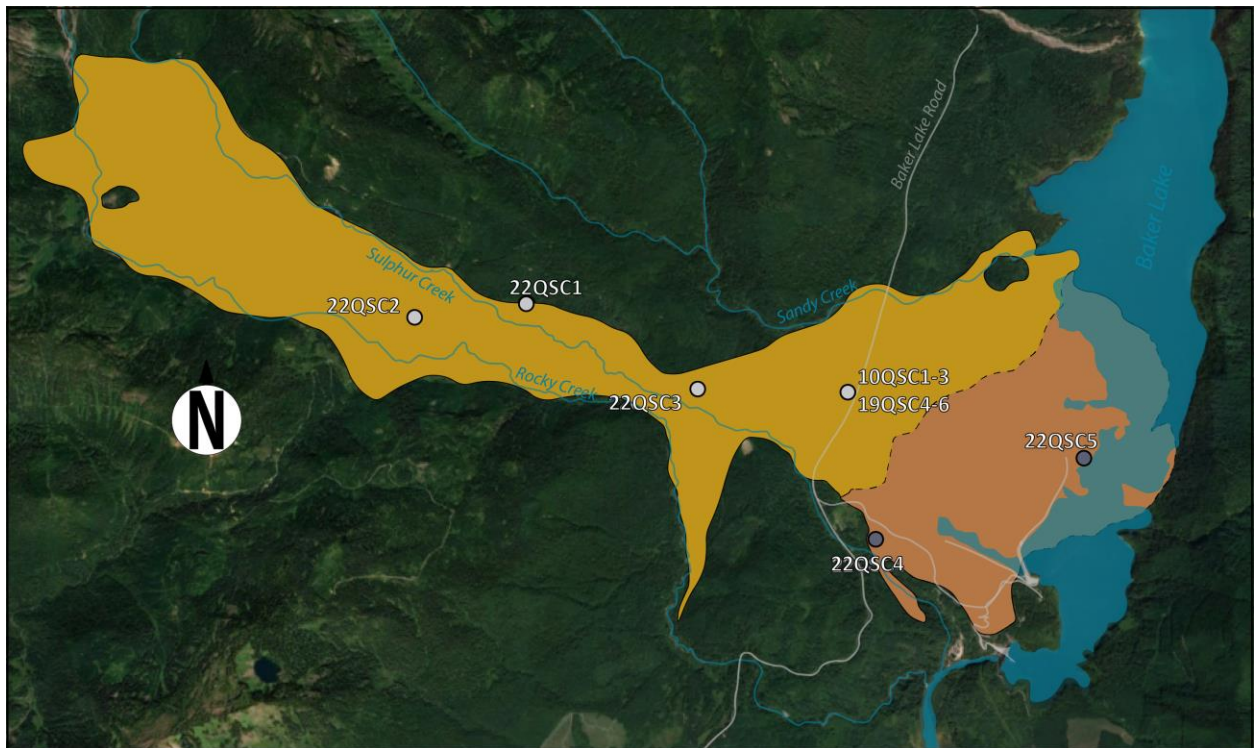 Baker Lake Road
Baker Lake
Sulphur Creek
22QSC1
22QSC2
Sandy Creek
Rocky Creek
22QSC3
10QSC1-3
19QSC4-6
N
22QSC5
22QSC4